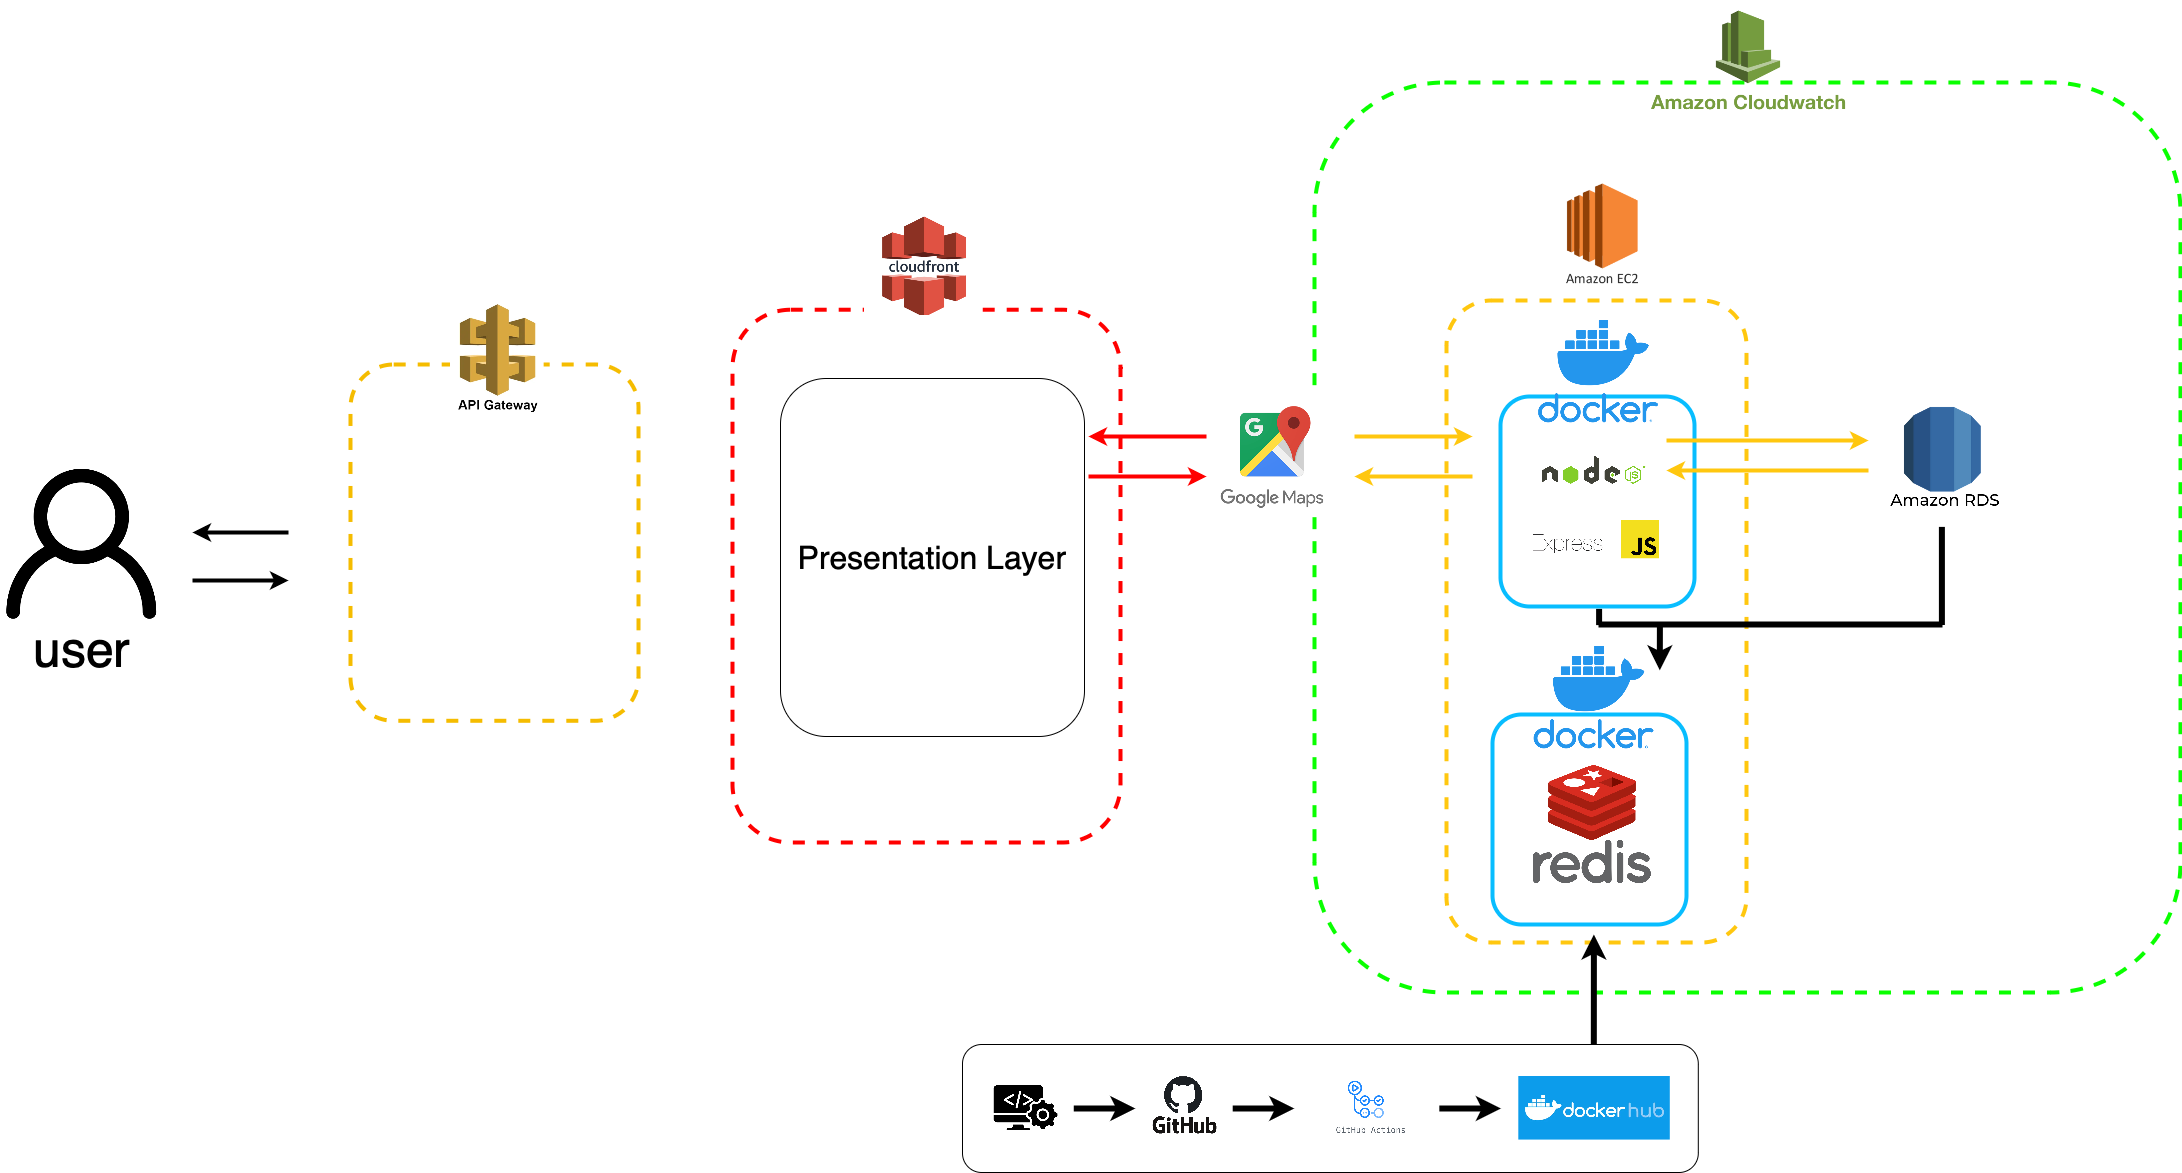 Amazon Cloudwatch
Amazon EC2
cloudfront
API Gateway
docker
node
JS
Express
JS
G
Google Maps
Amazon RDS
Presentation Layer
user
docker
redis
</>
GitHub
GitHub Actions
docker hub